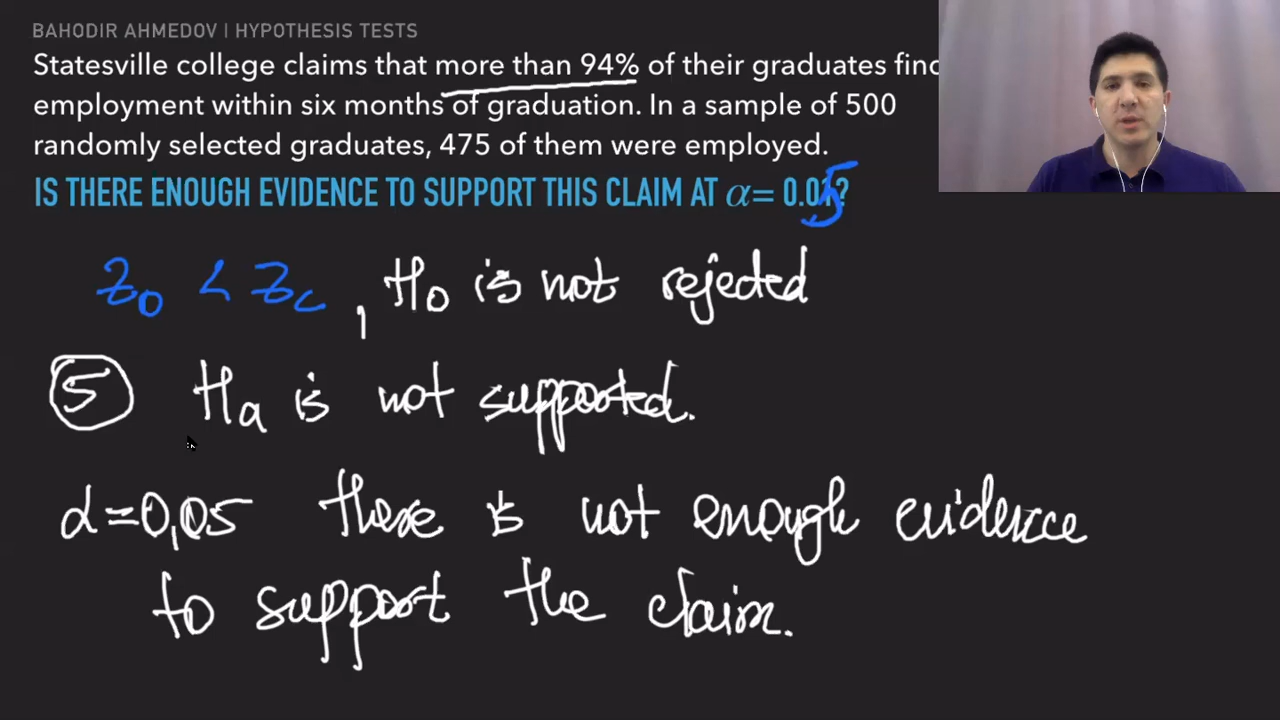 BAHODIR AHMEDOV | HYPOTHESIS TESTS
Statesville college claims that more than 94% of their graduates find
employment within six months of graduation. In a sample of 500
randomly selected graduates, 475 of them were employed.
IS THERE ENOUGH EVIDENCE TO SUPPORT THIS CLAIM AT α = 0.05?
Z₀ < Z_c , H₀ is not rejected
5 Hₐ is not supported.
α=0,05 there is not enough evidence
to support the claim.